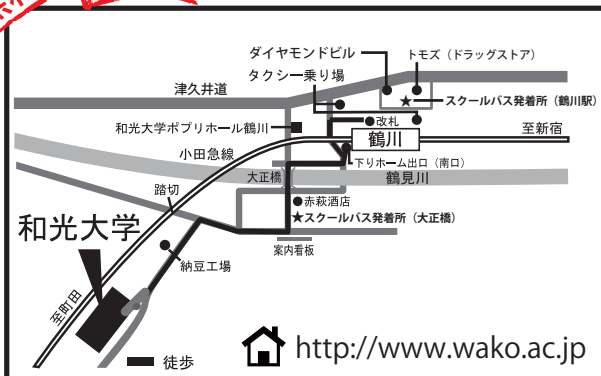 ダイヤモンドビル
トモズ（ドラッグストア）
タクシー乗り場
津久井道
★スクールバス発着所（鶴川駅）
和光大学ポプリホール鶴川
改札
至新宿
鶴川
小田急線
下りホーム出口（南口）
大正橋
鶴見川
踏切
赤萩酒店
★スクールバス発着所（大正橋）
和光大学
案内看板
納豆工場
至町田
徒歩
http://www.wako.ac.jp